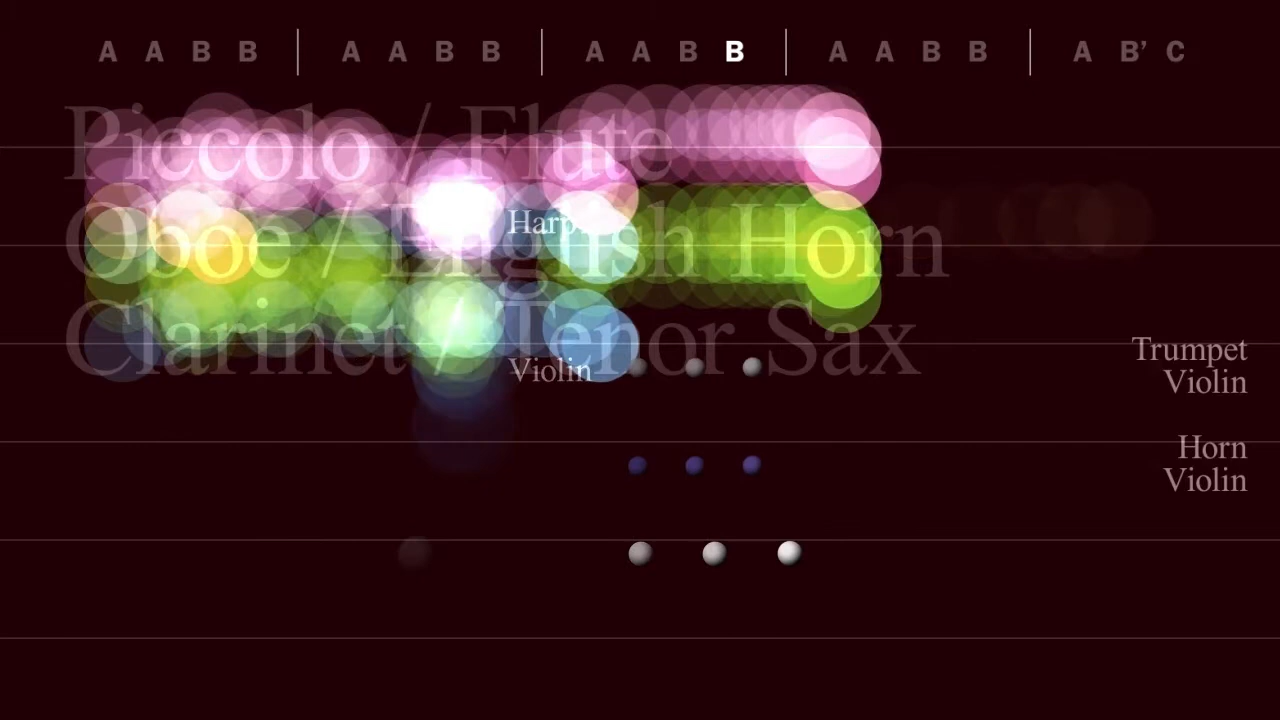 A A B B | A A B B | A A B B | A A B B | A B’ C
Piccolo / Flute
Harp
Oboe / English Horn
Clarinet / Tenor Sax
Violin
Trumpet
Violin
Horn
Violin